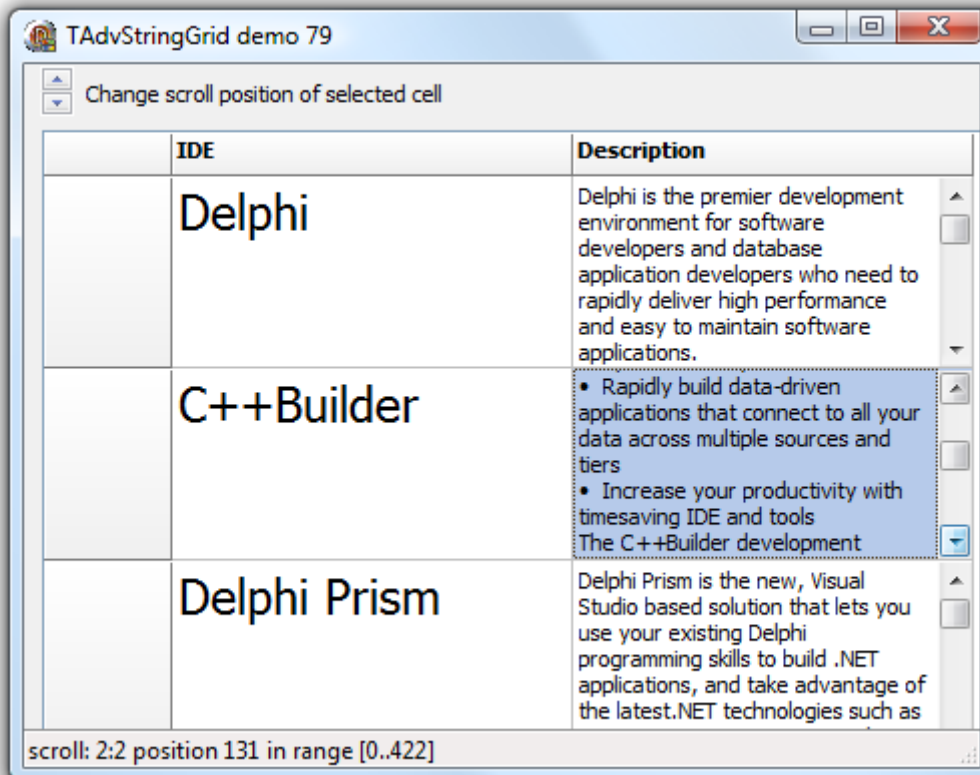 TAdvStringGrid demo 79
Change scroll position of selected cell
IDE
Description
Delphi
Delphi is the premier development
environment for software
developers and database
application developers who need to
rapidly deliver high performance
and easy to maintain software
applications.
C++Builder
• Rapidly build data-driven
applications that connect to all your
data across multiple sources and
tiers
• Increase your productivity with
timesaving IDE and tools
The C++Builder development
Delphi Prism
Delphi Prism is the new, Visual
Studio based solution that lets you
use your existing Delphi
programming skills to build .NET
applications, and take advantage of
the latest.NET technologies such as
scroll: 2:2 position 131 in range [0..422]